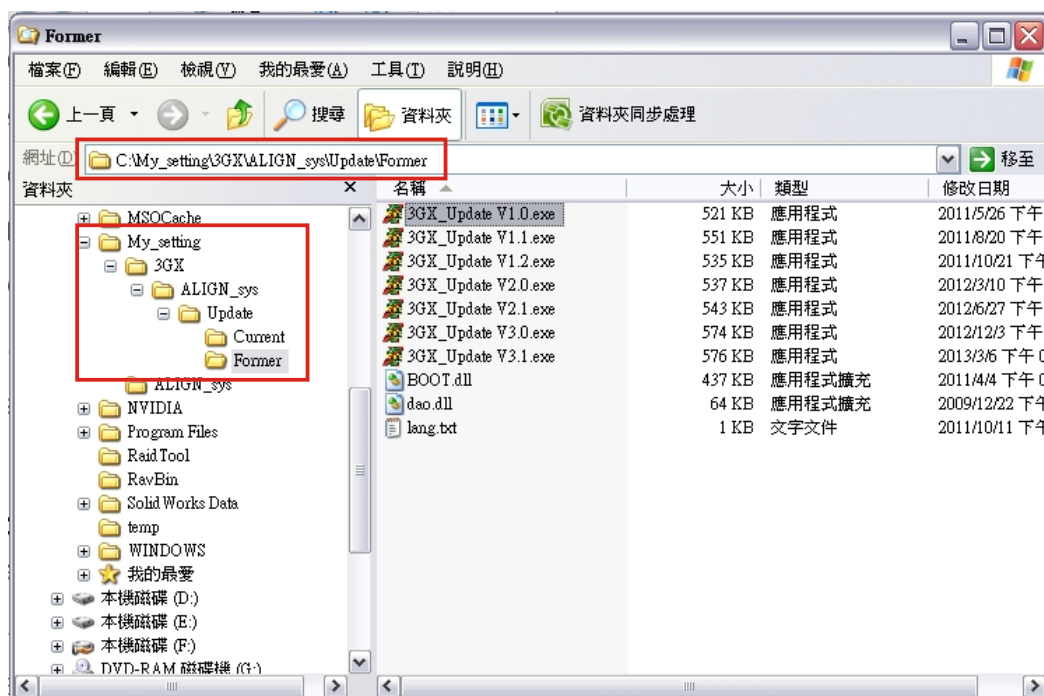 Former
檔案(F) 編輯(E) 檢視(V) 我的最愛(A) 工具(T) 說明(H)
上一頁 搜尋 資料夾 資料夾同步處理
網址(D) C:\My_setting\3GX\ALIGN_sys\Update\Former 移至
資料夾 x
MSOCache
My_setting
3GX
ALIGN_sys
Update
Current
Former
ALIGN_sys
NVIDIA
Program Files
RaidTool
RavBin
SolidWorks Data
temp
WINDOWS
我的最愛
本機磁碟 (D:)
本機磁碟 (E:)
本機磁碟 (F:)
DVD-RAM 磁碟機 (G:)
名稱 大小 類型 修改日期
3GX_Update V1.0.exe 521 KB 應用程式 2011/5/26 下午
3GX_Update V1.1.exe 551 KB 應用程式 2011/8/20 下午
3GX_Update V1.2.exe 535 KB 應用程式 2011/10/21 下午
3GX_Update V2.0.exe 537 KB 應用程式 2012/3/10 下午
3GX_Update V2.1.exe 543 KB 應用程式 2012/6/27 下午
3GX_Update V3.0.exe 574 KB 應用程式 2012/12/3 下午
3GX_Update V3.1.exe 576 KB 應用程式 2013/3/6 下午 0
BOOT.dll 437 KB 應用程式擴充 2011/4/4 下午 0
dao.dll 64 KB 應用程式擴充 2009/12/22 下午
lang.txt 1 KB 文字文件 2011/10/11 下午